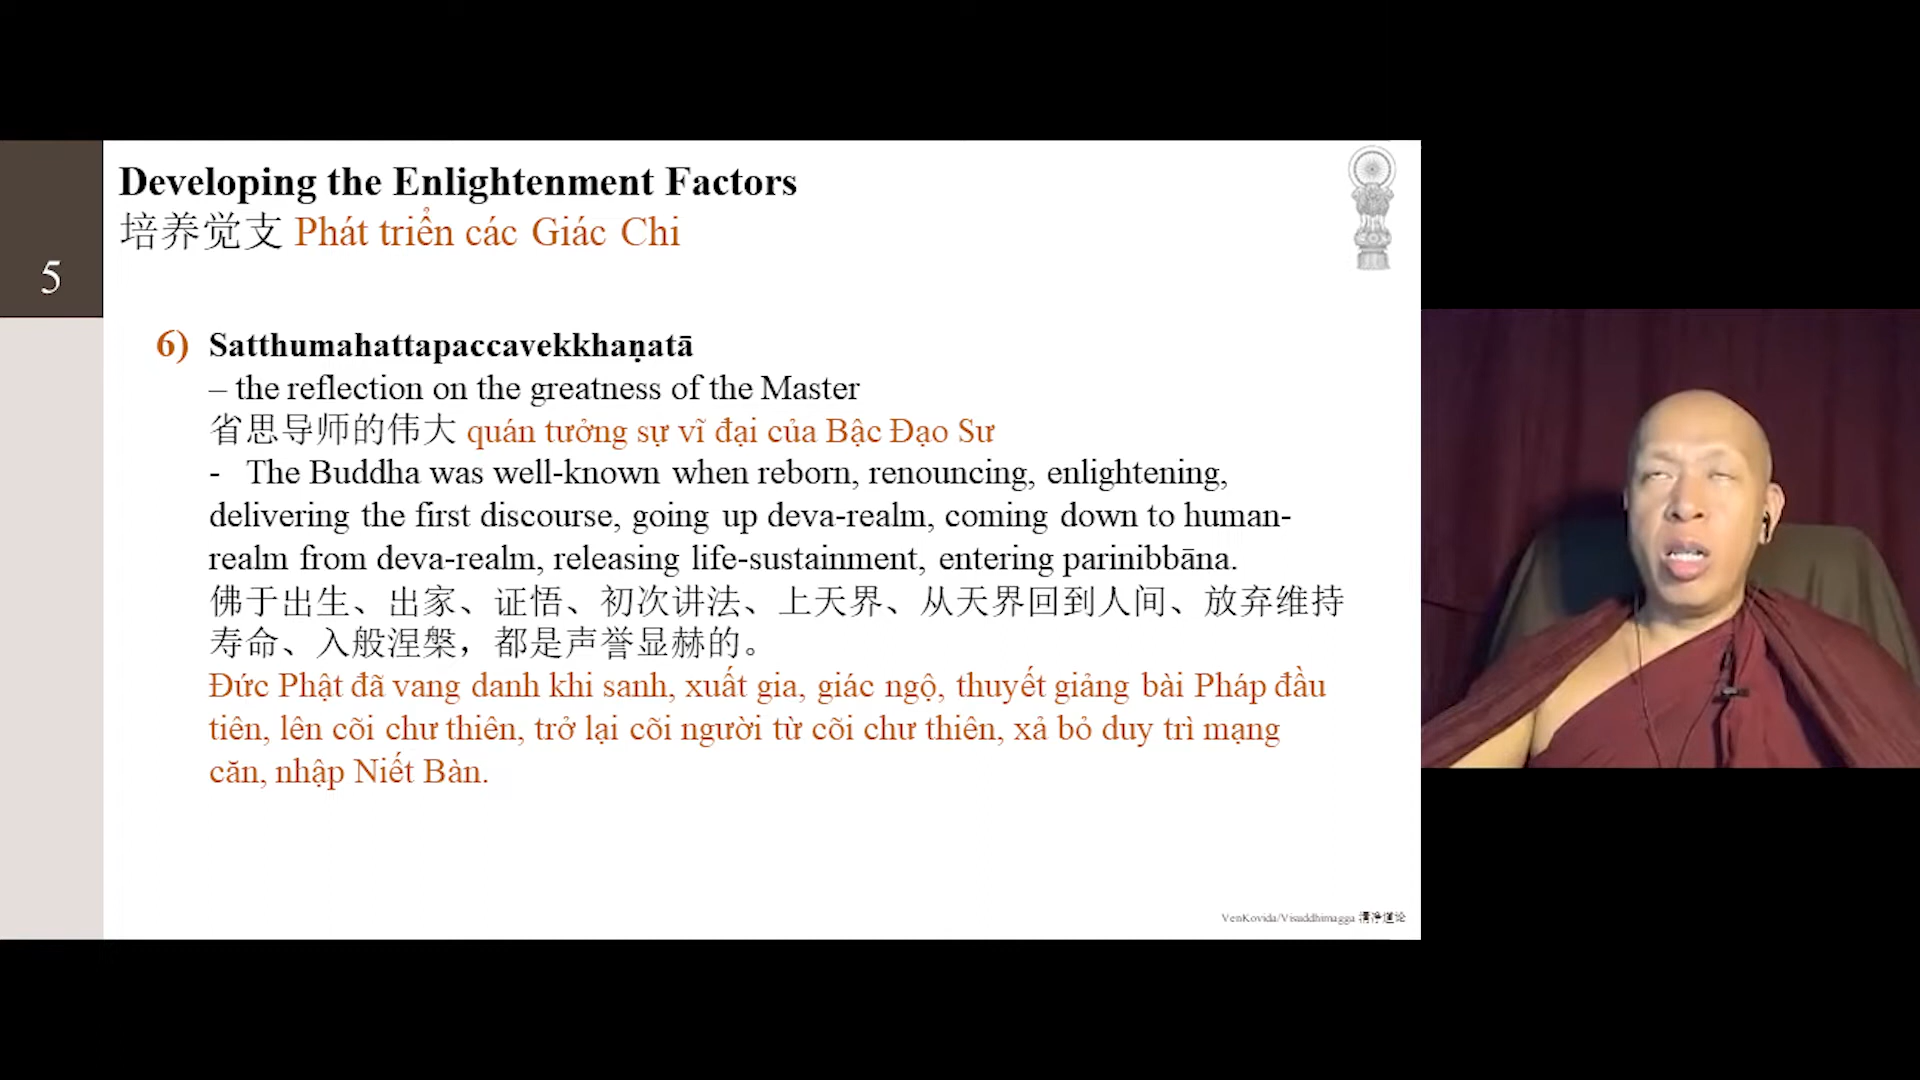 Developing the Enlightenment Factors
培养觉支 Phát triển các Giác Chi
5
6) Satthumahattapaccavekkhaṇatā
– the reflection on the greatness of the Master
省思导师的伟大 quán tưởng sự vĩ đại của Bậc Đạo Sư
- The Buddha was well-known when reborn, renouncing, enlightening,
delivering the first discourse, going up deva-realm, coming down to human-
realm from deva-realm, releasing life-sustainment, entering parinibbāna.
佛于出生、出家、证悟、初次讲法、上天界、从天界回到人间、放弃维持
寿命、入般涅槃，都是声誉显赫的。
Đức Phật đã vang danh khi sanh, xuất gia, giác ngộ, thuyết giảng bài Pháp đầu
tiên, lên cõi chư thiên, trở lại cõi người từ cõi chư thiên, xả bỏ duy trì mạng
căn, nhập Niết Bàn.
VenKovida/Visuddhimagga 清净道论